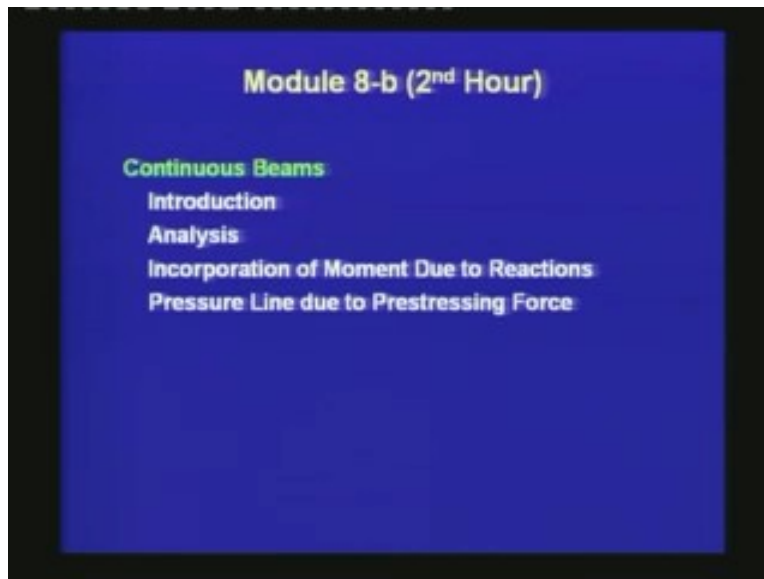 Module 8-b (2nd Hour)
Continuous Beams
Introduction
Analysis
Incorporation of Moment Due to Reactions
Pressure Line due to Prestressing Force